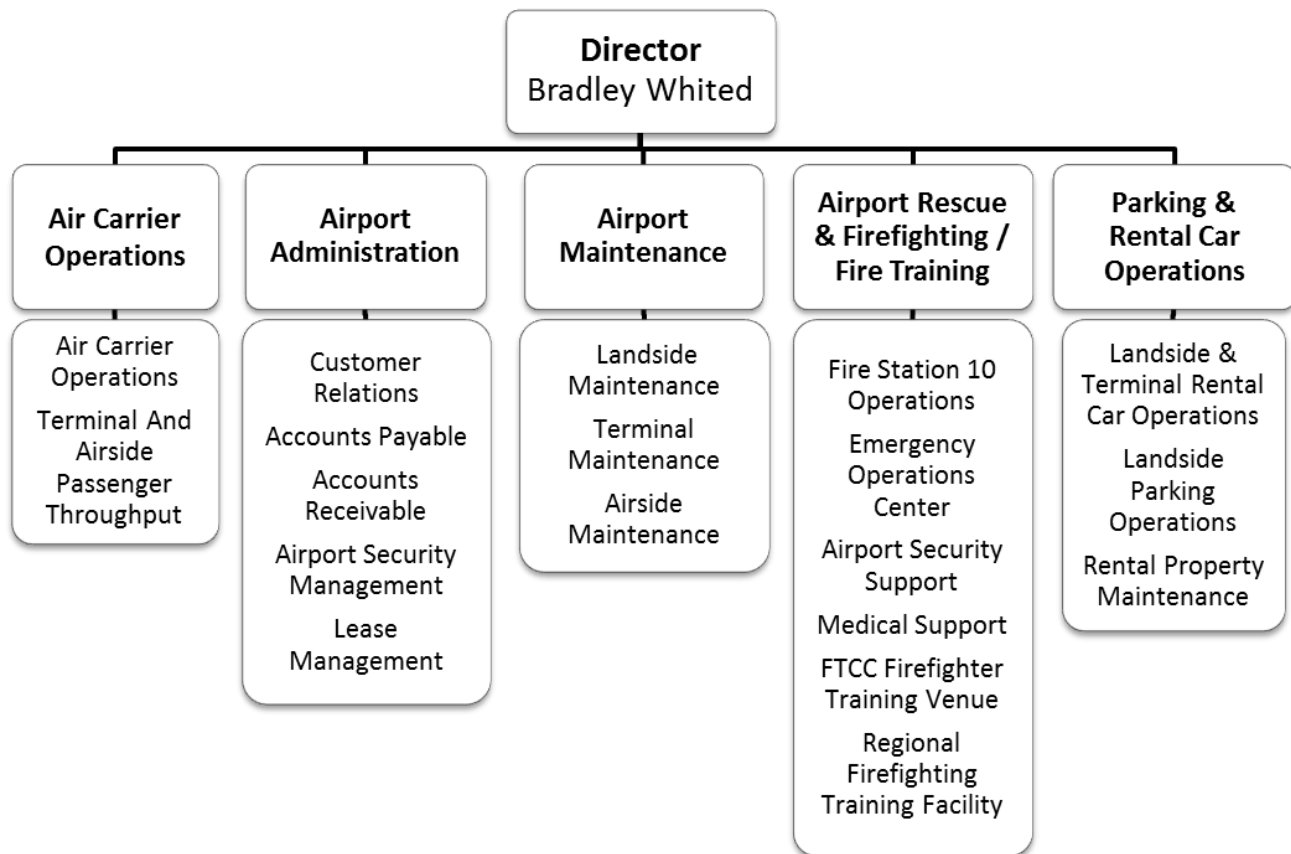 Director
Bradley Whited
Air Carrier
Operations
Airport
Administration
Airport
Maintenance
Airport Rescue
& Firefighting /
Fire Training
Parking &
Rental Car
Operations
Air Carrier
Operations
Terminal And
Airside
Passenger
Throughput
Customer
Relations
Accounts Payable
Accounts
Receivable
Airport Security
Management
Lease
Management
Landside
Maintenance
Terminal
Maintenance
Airside
Maintenance
Fire Station 10
Operations
Emergency
Operations
Center
Airport Security
Support
Medical Support
FTCC Firefighter
Training Venue
Regional
Firefighting
Training Facility
Landside &
Terminal Rental
Car Operations
Landside
Parking
Operations
Rental Property
Maintenance